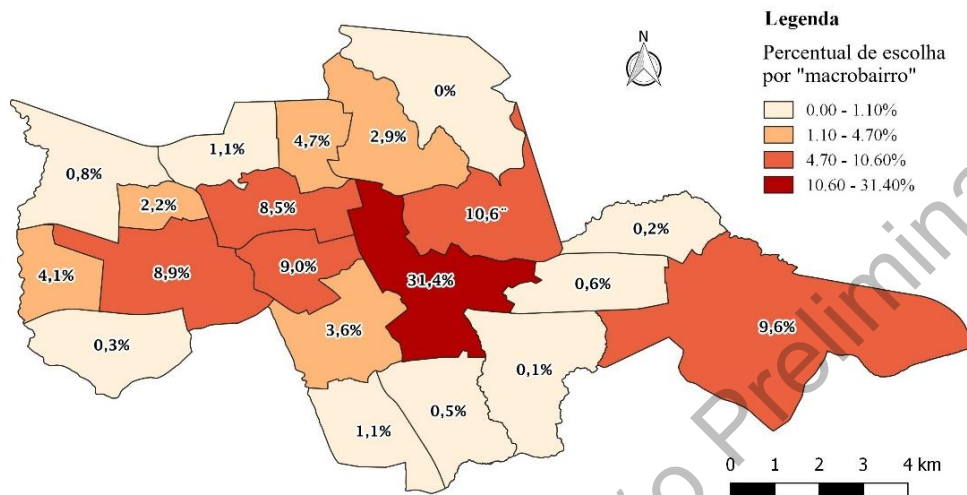 Legenda
N
Percentual de escolha
por "macrobairro"
0.00 - 1.10%
1.10 - 4.70%
4.70 - 10.60%
10.60 - 31.40%
0%
4,7%
2,9%
1,1%
0,8%
2,2%
8,5%
10,6¨
0,2%
4,1%
8,9%
9,0%
31,4%
0,6%
9,6%
3,6%
0,3%
0,1%
0,5%
1,1%
0 1 2 3 4 km
o Prelimina